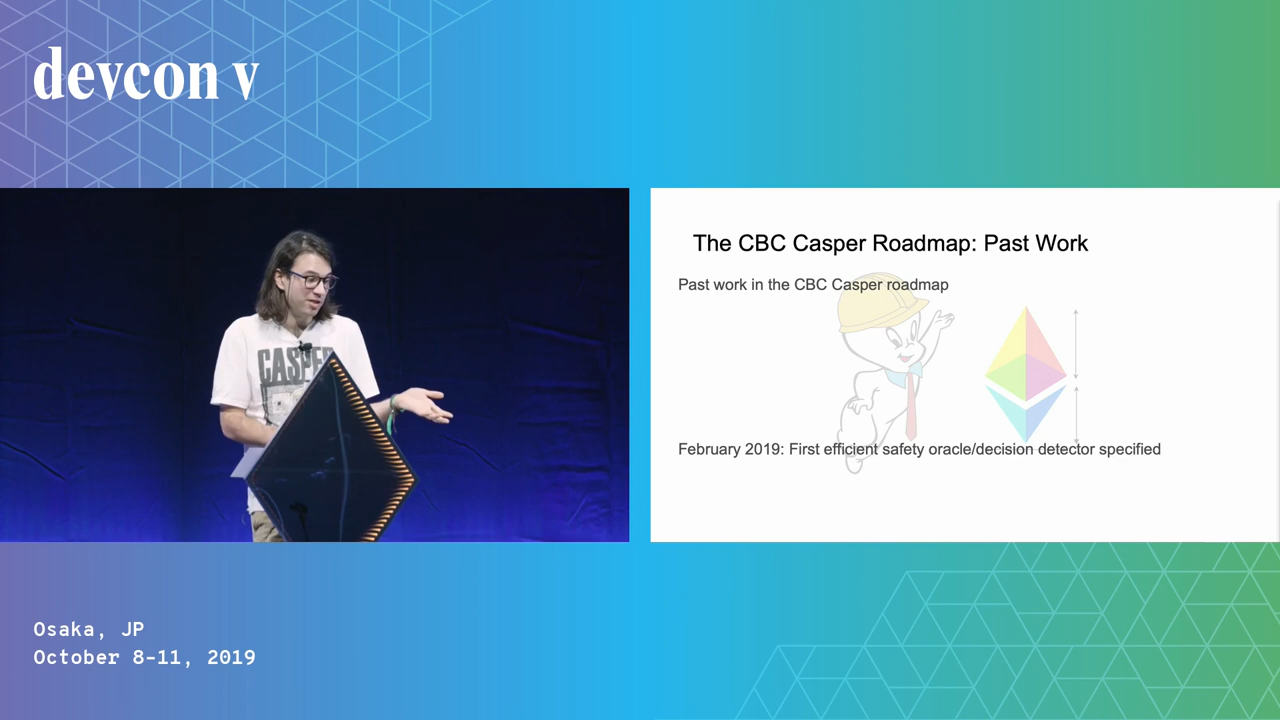 devcon v
CASPER
The CBC Casper Roadmap: Past Work
Past work in the CBC Casper roadmap
February 2019: First efficient safety oracle/decision detector specified
Osaka, JP
October 8-11, 2019